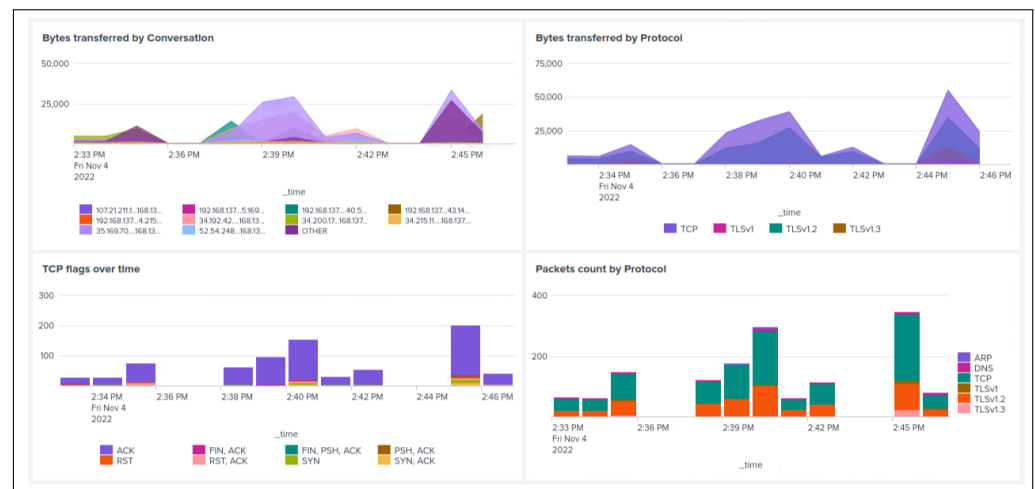 Bytes transferred by Conversation
50,000
25,000
2:33 PM 2:36 PM 2:39 PM 2:42 PM 2:45 PM
Fri Nov 4
2022
_time
107.21.211.1...168.13... 192.168.137...5.169... 192.168.137...40.5... 192.168.137...43.14...
192.168.137...4.215... 34.192.42....168.13... 34.200.17...168.137... 34.215.11...168.137...
35.169.70....168.13... 52.54.248...168.13... OTHER
Bytes transferred by Protocol
75,000
50,000
25,000
2:34 PM 2:36 PM 2:38 PM 2:40 PM 2:42 PM 2:44 PM 2:46 PM
Fri Nov 4
2022
_time
TCP TLSv1 TLSv1.2 TLSv1.3
TCP flags over time
300
200
100
2:34 PM 2:36 PM 2:38 PM 2:40 PM 2:42 PM 2:44 PM 2:46 PM
Fri Nov 4
2022
_time
ACK FIN, ACK FIN, PSH, ACK PSH, ACK
RST RST, ACK SYN SYN, ACK
Packets count by Protocol
400
200
2:33 PM 2:36 PM 2:39 PM 2:42 PM 2:45 PM
Fri Nov 4
2022
_time
ARP
DNS
TCP
TLSv1
TLSv1.2
TLSv1.3